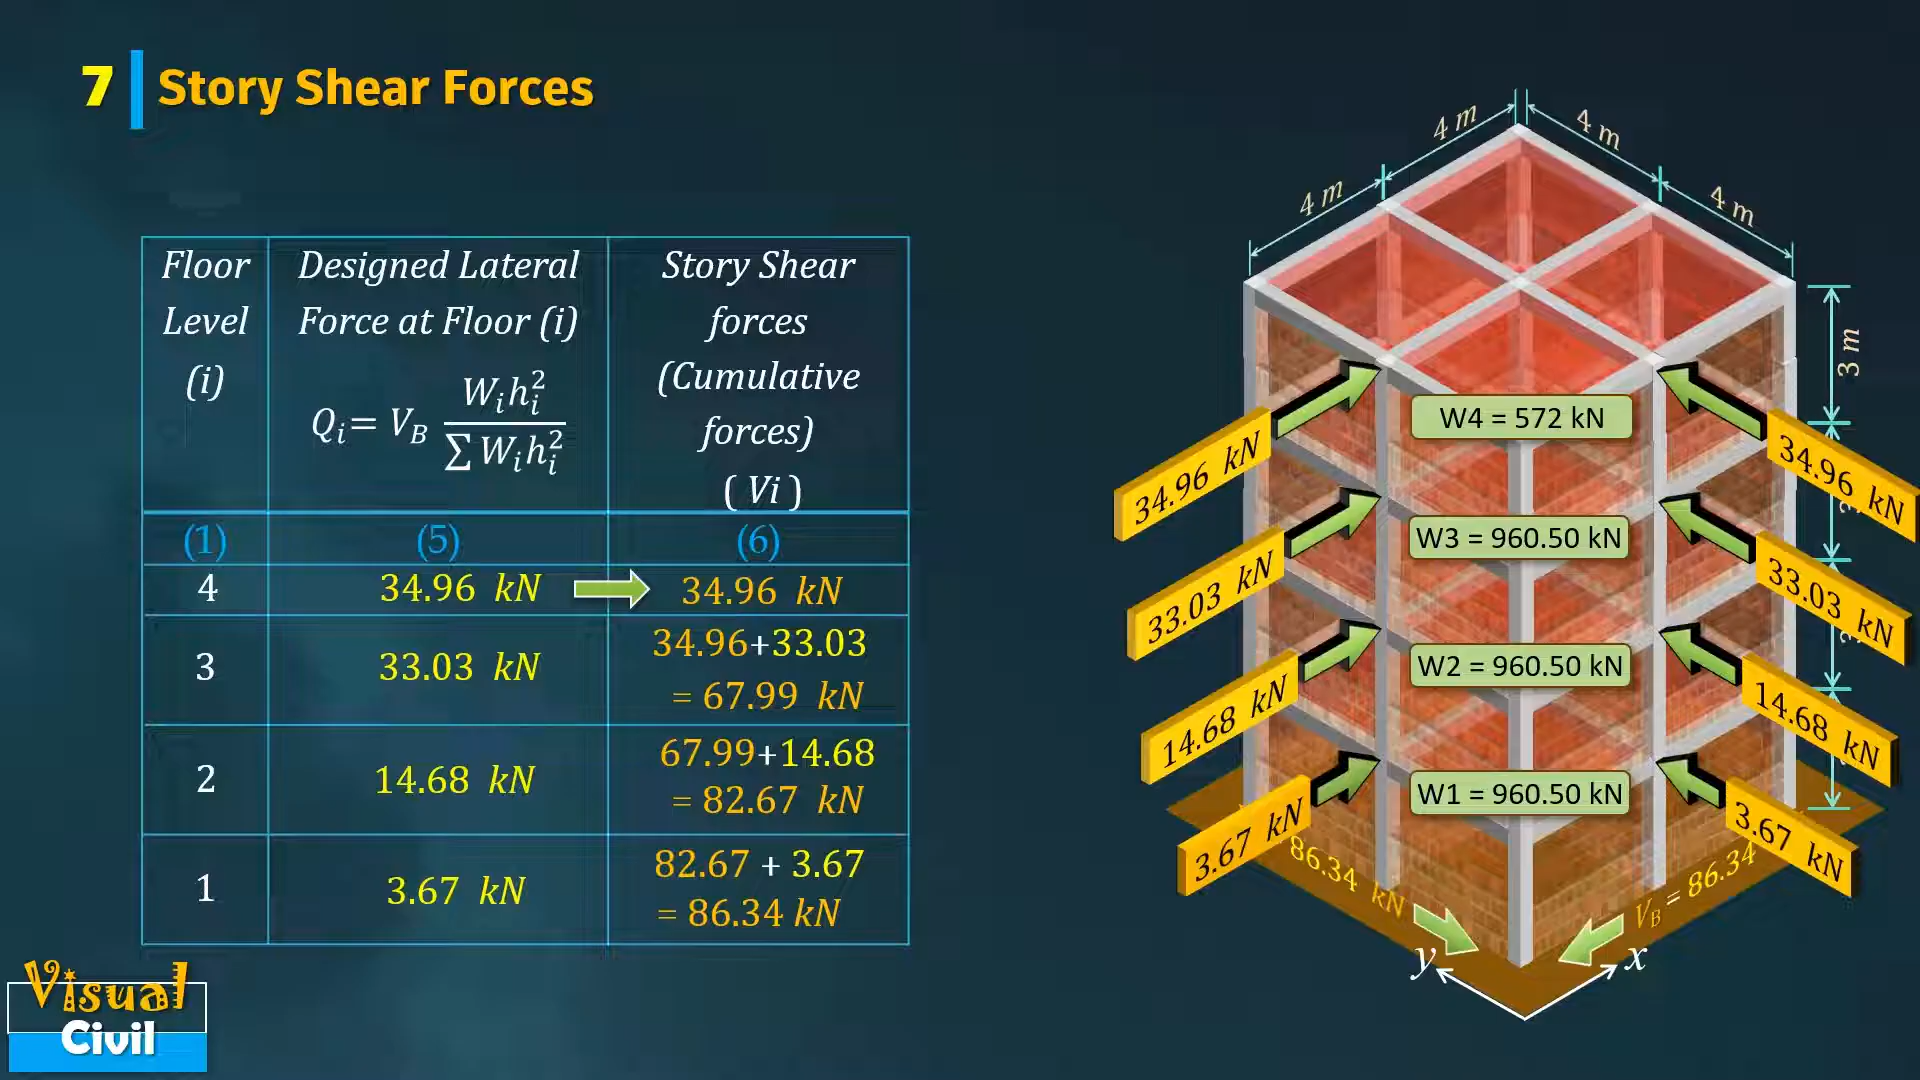 7 Story Shear Forces
Floor
Level
(i)
Designed Lateral
Force at Floor (i)
Qᵢ= V_B Wᵢhᵢ² / ∑ Wᵢhᵢ²
Story Shear
forces
(Cumulative
forces)
( Vi )
(1) (5) (6)
4 34.96 kN 34.96 kN
3 33.03 kN 34.96+33.03
= 67.99 kN
2 14.68 kN 67.99+14.68
= 82.67 kN
1 3.67 kN 82.67 + 3.67
= 86.34 kN
4 m
4 m
4 m
4 m
3 m
W4 = 572 kN
W3 = 960.50 kN
W2 = 960.50 kN
W1 = 960.50 kN
34.96 kN
33.03 kN
14.68 kN
3.67 kN
34.96 kN
33.03 kN
14.68 kN
3.67 kN
86.34 kN
V_B = 86.34
y
x
Visual
Civil